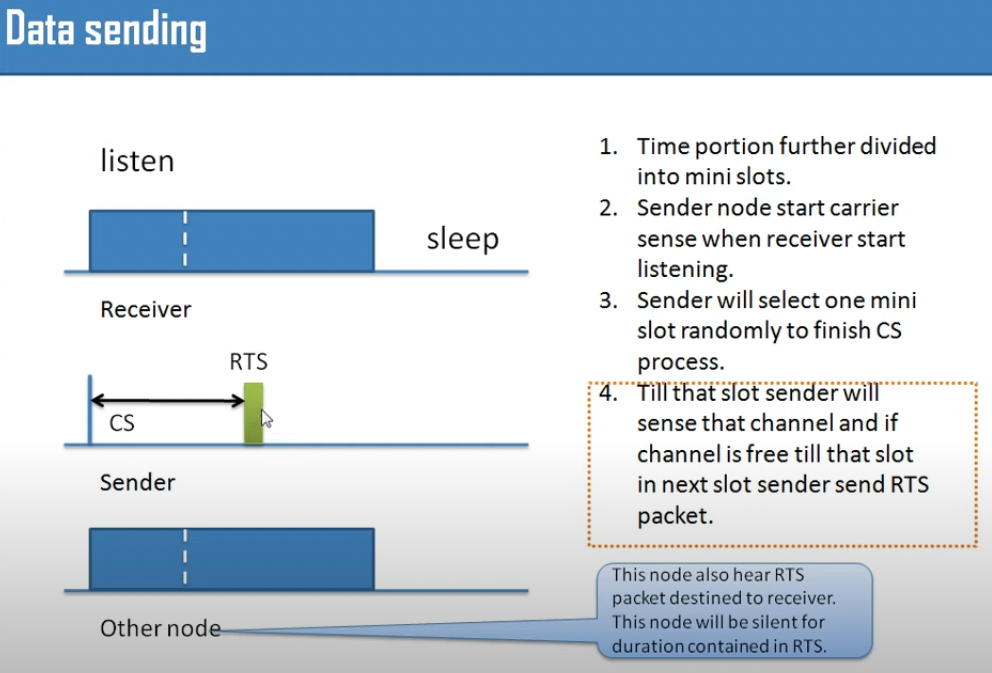 Data sending
listen
sleep
Receiver
RTS
CS
Sender
Other node
1. Time portion further divided
into mini slots.
2. Sender node start carrier
sense when receiver start
listening.
3. Sender will select one mini
slot randomly to finish CS
process.
4. Till that slot sender will
sense that channel and if
channel is free till that slot
in next slot sender send RTS
packet.
This node also hear RTS
packet destined to receiver.
This node will be silent for
duration contained in RTS.